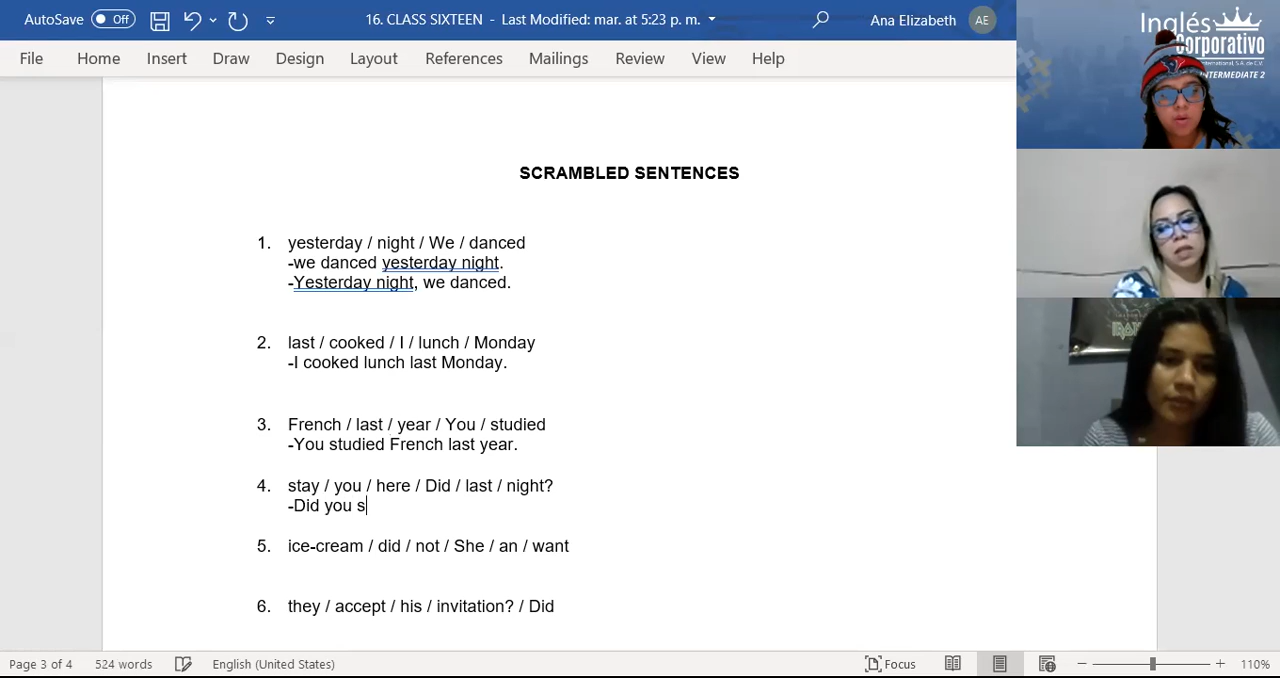 AutoSave Off 16. CLASS SIXTEEN - Last Modified: mar. at 5:23 p. m. Ana Elizabeth AE
File Home Insert Draw Design Layout References Mailings Review View Help
Inglés
Corporativo
International, S.A. de C.V.
INTERMEDIATE 2
SCRAMBLED SENTENCES
1. yesterday / night / We / danced
-we danced yesterday night.
-Yesterday night, we danced.
2. last / cooked / I / lunch / Monday
-I cooked lunch last Monday.
3. French / last / year / You / studied
-You studied French last year.
4. stay / you / here / Did / last / night?
-Did you s
5. ice-cream / did / not / She / an / want
6. they / accept / his / invitation? / Did
Page 3 of 4 524 words English (United States) Focus 110%